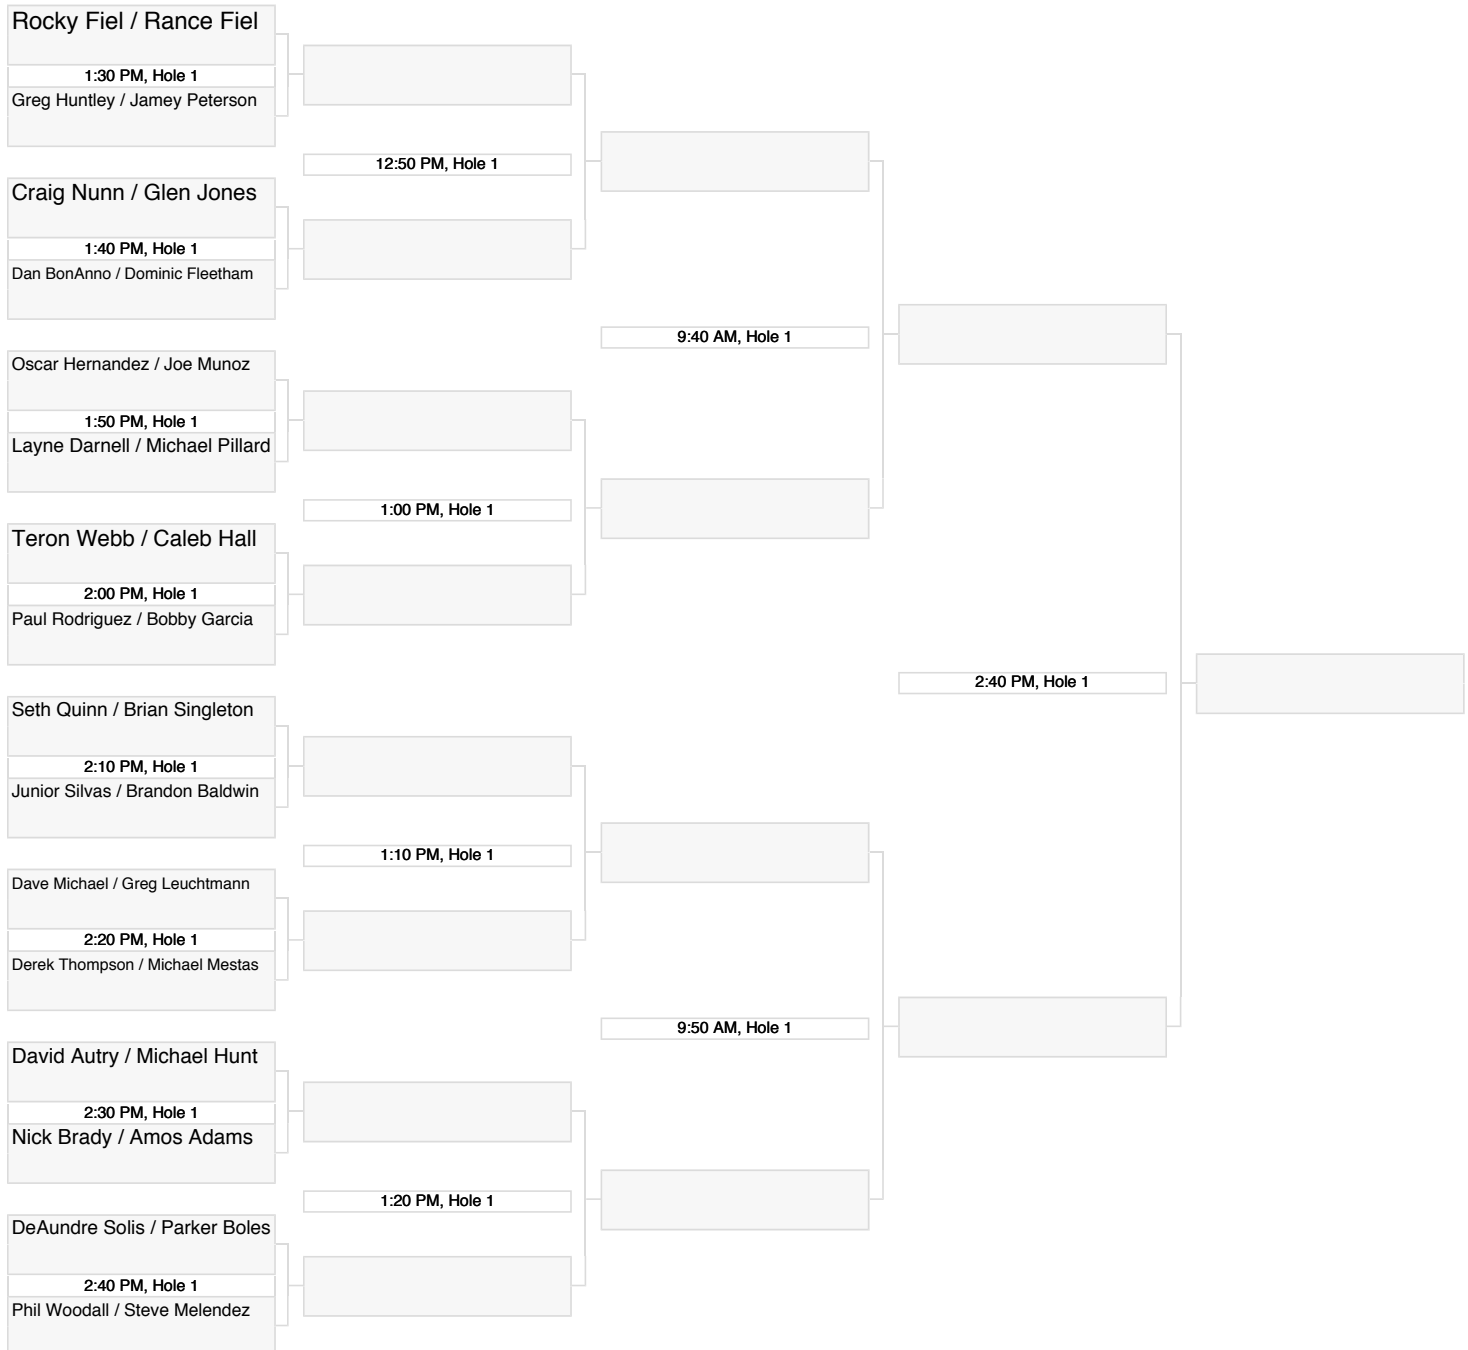 Rocky Fiel / Rance Fiel
1:30 PM, Hole 1
Greg Huntley / Jamey Peterson
12:50 PM, Hole 1
Craig Nunn / Glen Jones
1:40 PM, Hole 1
Dan BonAnno / Dominic Fleetham
9:40 AM, Hole 1
Oscar Hernandez / Joe Munoz
1:50 PM, Hole 1
Layne Darnell / Michael Pillard
1:00 PM, Hole 1
Teron Webb / Caleb Hall
2:00 PM, Hole 1
Paul Rodriguez / Bobby Garcia
2:40 PM, Hole 1
Seth Quinn / Brian Singleton
2:10 PM, Hole 1
Junior Silvas / Brandon Baldwin
1:10 PM, Hole 1
Dave Michael / Greg Leuchtmann
2:20 PM, Hole 1
Derek Thompson / Michael Mestas
9:50 AM, Hole 1
David Autry / Michael Hunt
2:30 PM, Hole 1
Nick Brady / Amos Adams
1:20 PM, Hole 1
DeAundre Solis / Parker Boles
2:40 PM, Hole 1
Phil Woodall / Steve Melendez